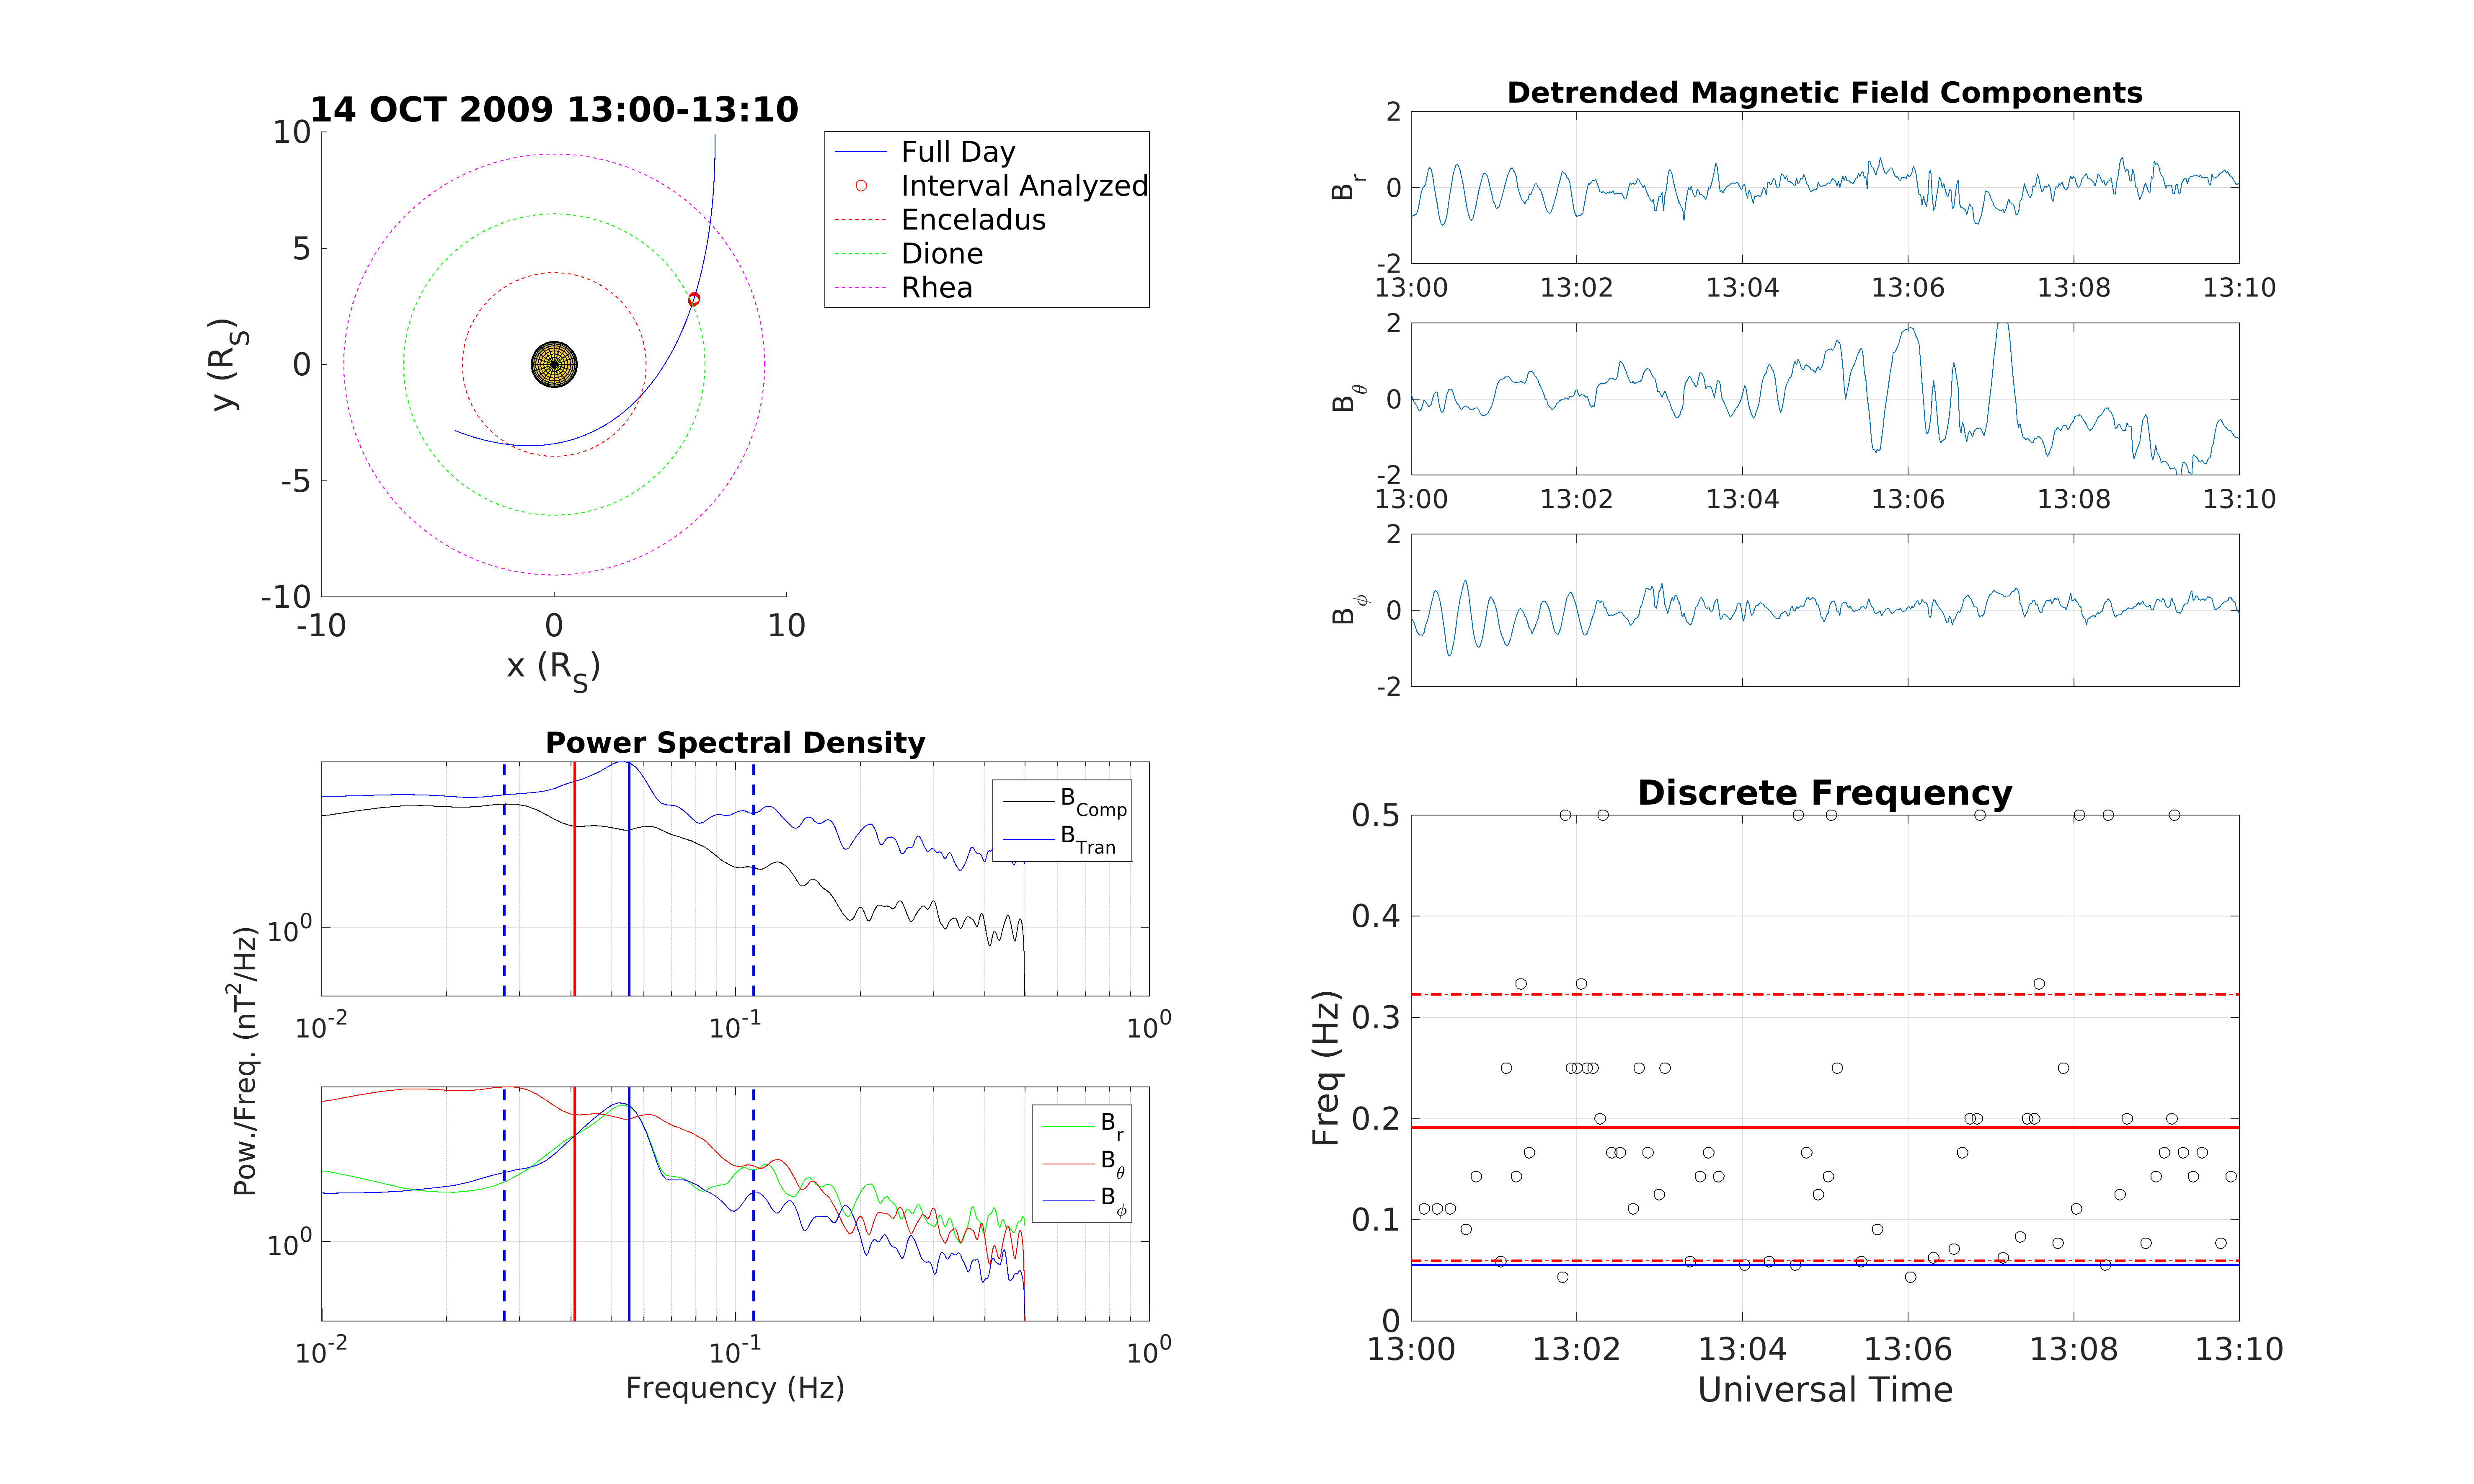 14 OCT 2009 13:00-13:10
10
5
0
-5
-10
y (R_S)
-10 0 10
x (R_S)
Full Day
Interval Analyzed
Enceladus
Dione
Rhea
Detrended Magnetic Field Components
2
0
-2
B_r
13:00 13:02 13:04 13:06 13:08 13:10
2
0
-2
B_θ
13:00 13:02 13:04 13:06 13:08 13:10
2
0
-2
B_ϕ
Power Spectral Density
10^0
B_Comp
B_Tran
10^-2 10^-1 10^0
Pow./Freq. (nT^2/Hz)
10^0
B_r
B_θ
B_ϕ
10^-2 10^-1 10^0
Frequency (Hz)
Discrete Frequency
0.5
0.4
0.3
0.2
0.1
0
Freq (Hz)
13:00 13:02 13:04 13:06 13:08 13:10
Universal Time